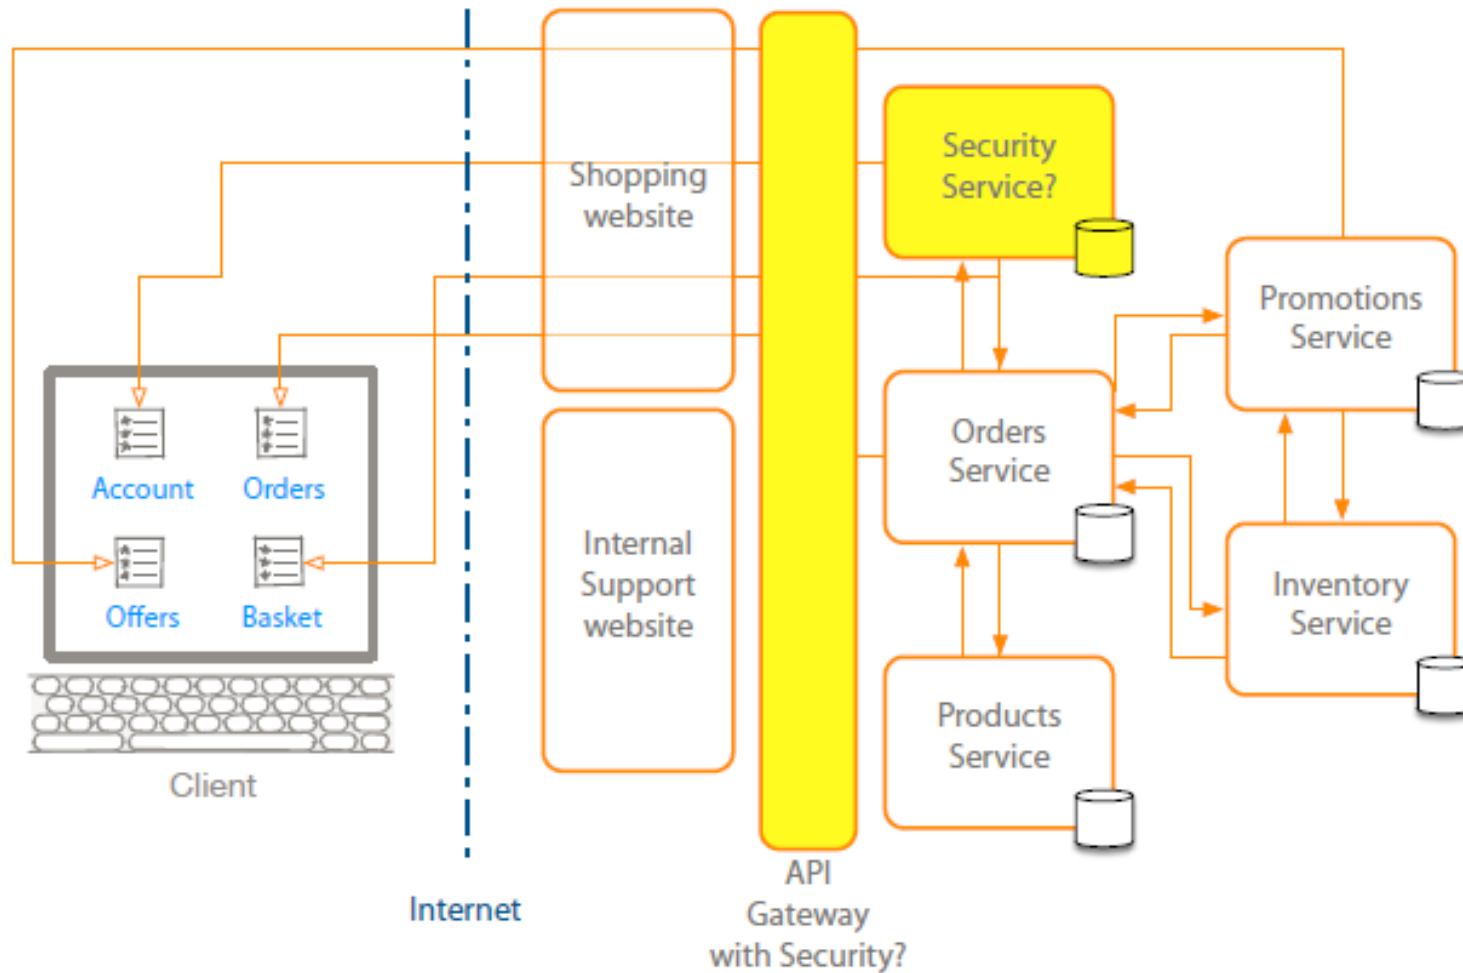 Shopping
website
Security
Service?
Promotions
Service
Account
Orders
Offers
Basket
Client
Internal
Support
website
Orders
Service
Inventory
Service
Products
Service
Internet
API
Gateway
with Security?